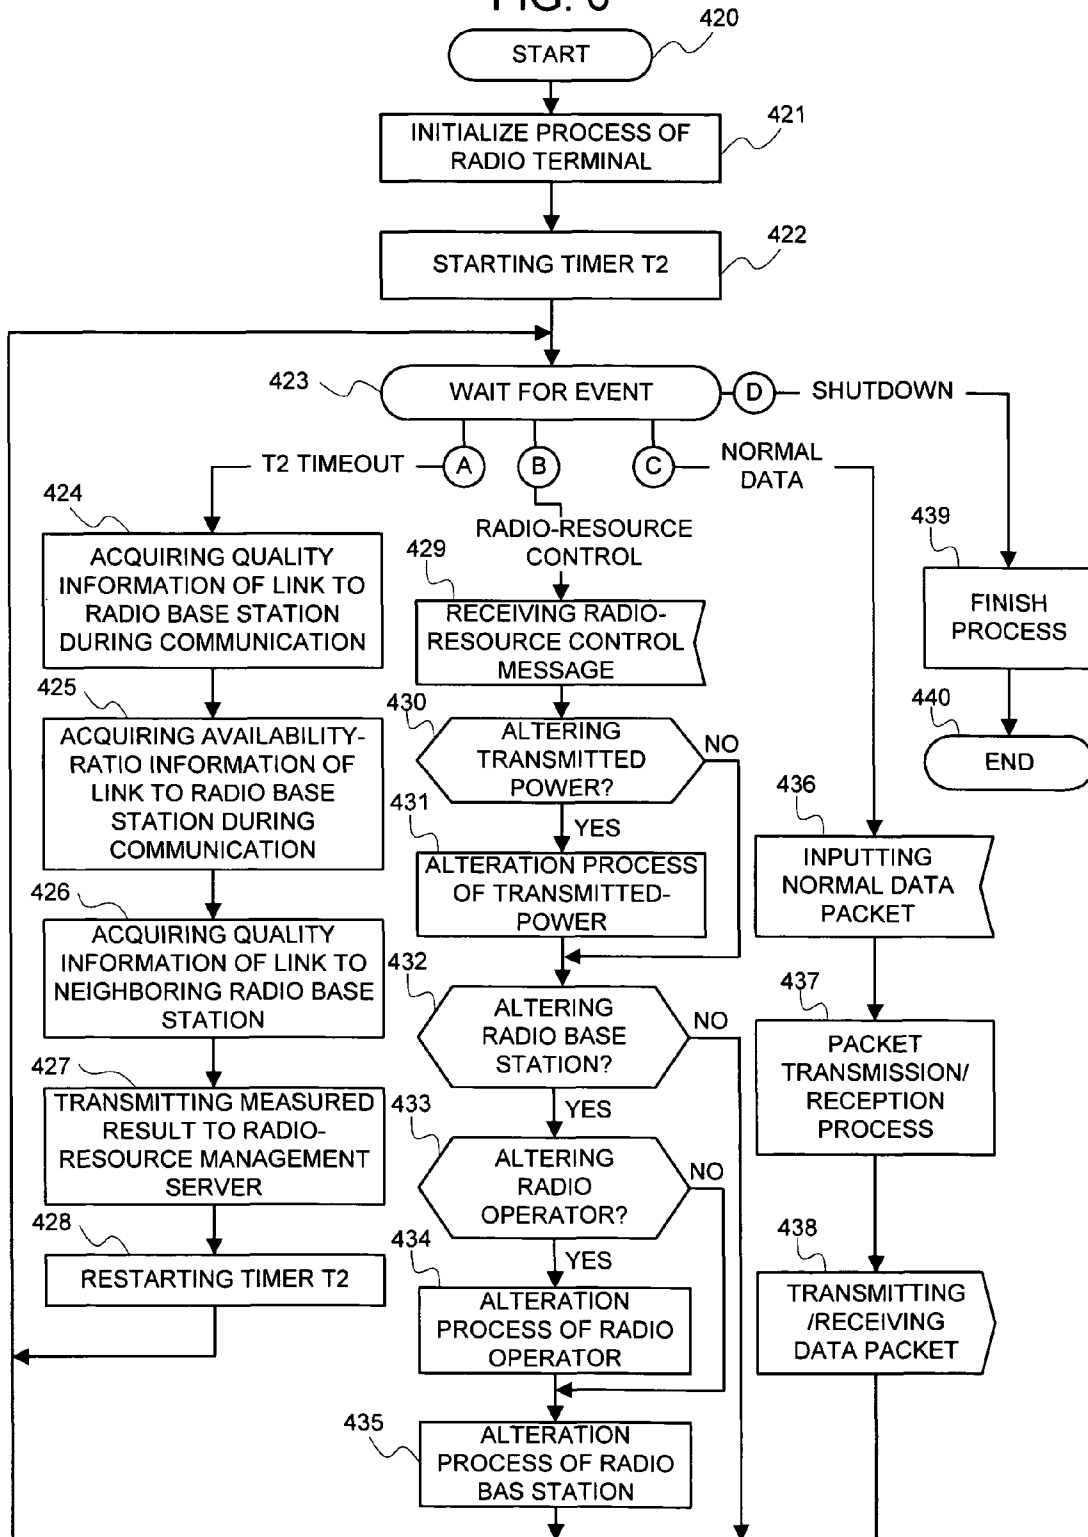 FIG. 6
420
START
421
INITIALIZE PROCESS OF
RADIO TERMINAL
422
STARTING TIMER T2
423
WAIT FOR EVENT
D
SHUTDOWN
T2 TIMEOUT
A
B
C
NORMAL
DATA
RADIO-RESOURCE
CONTROL
424
ACQUIRING QUALITY
INFORMATION OF LINK TO
RADIO BASE STATION
DURING COMMUNICATION
425
ACQUIRING AVAILABILITY-
RATIO INFORMATION OF
LINK TO RADIO BASE
STATION DURING
COMMUNICATION
426
ACQUIRING QUALITY
INFORMATION OF LINK TO
NEIGHBORING RADIO BASE
STATION
427
TRANSMITTING MEASURED
RESULT TO RADIO-
RESOURCE MANAGEMENT
SERVER
428
RESTARTING TIMER T2
429
RECEIVING RADIO-
RESOURCE CONTROL
MESSAGE
430
ALTERING
TRANSMITTED
POWER?
NO
YES
431
ALTERATION PROCESS
OF TRANSMITTED-
POWER
432
ALTERING
RADIO BASE
STATION?
NO
YES
433
ALTERING
RADIO
OPERATOR?
NO
YES
434
ALTERATION
PROCESS OF RADIO
OPERATOR
435
ALTERATION
PROCESS OF RADIO
BAS STATION
436
INPUTTING
NORMAL DATA
PACKET
437
PACKET
TRANSMISSION/
RECEPTION
PROCESS
438
TRANSMITTING
/RECEIVING
DATA PACKET
439
FINISH
PROCESS
440
END